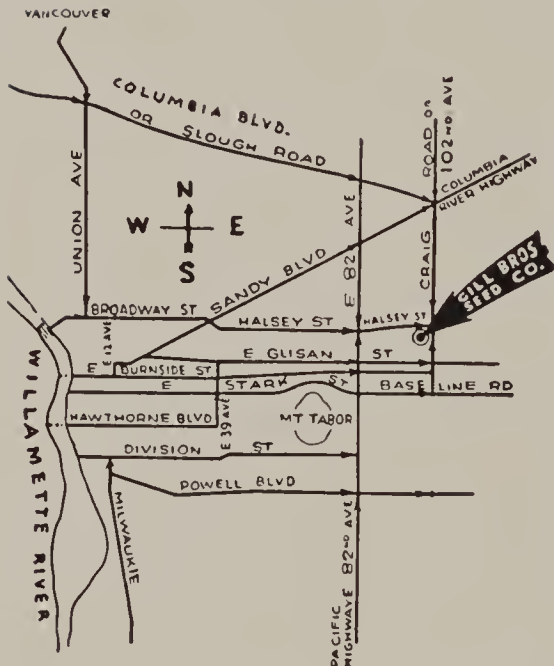 VANCOUVER
COLUMBIA BLVD.
OR SLOUGH ROAD
UNION AVE
N
W E
S
E 82 AVE
ROAD OR
102ND AVE
CRAIG
COLUMBIA
RIVER HIGHWAY
SANDY BLVD
GILL BROS
SEED CO.
BROADWAY ST
HALSEY ST
HALSEY ST
E 12 AVE
E GLISAN ST
E BURNSIDE ST
E STARK ST
BASE LINE RD
HAWTHORNE BLVD
E 39 AVE
MT TABOR
DIVISION ST
POWELL BLVD
WILLAMETTE RIVER
MILWAUKIE
PACIFIC
HIGHWAYE 82ND AVE